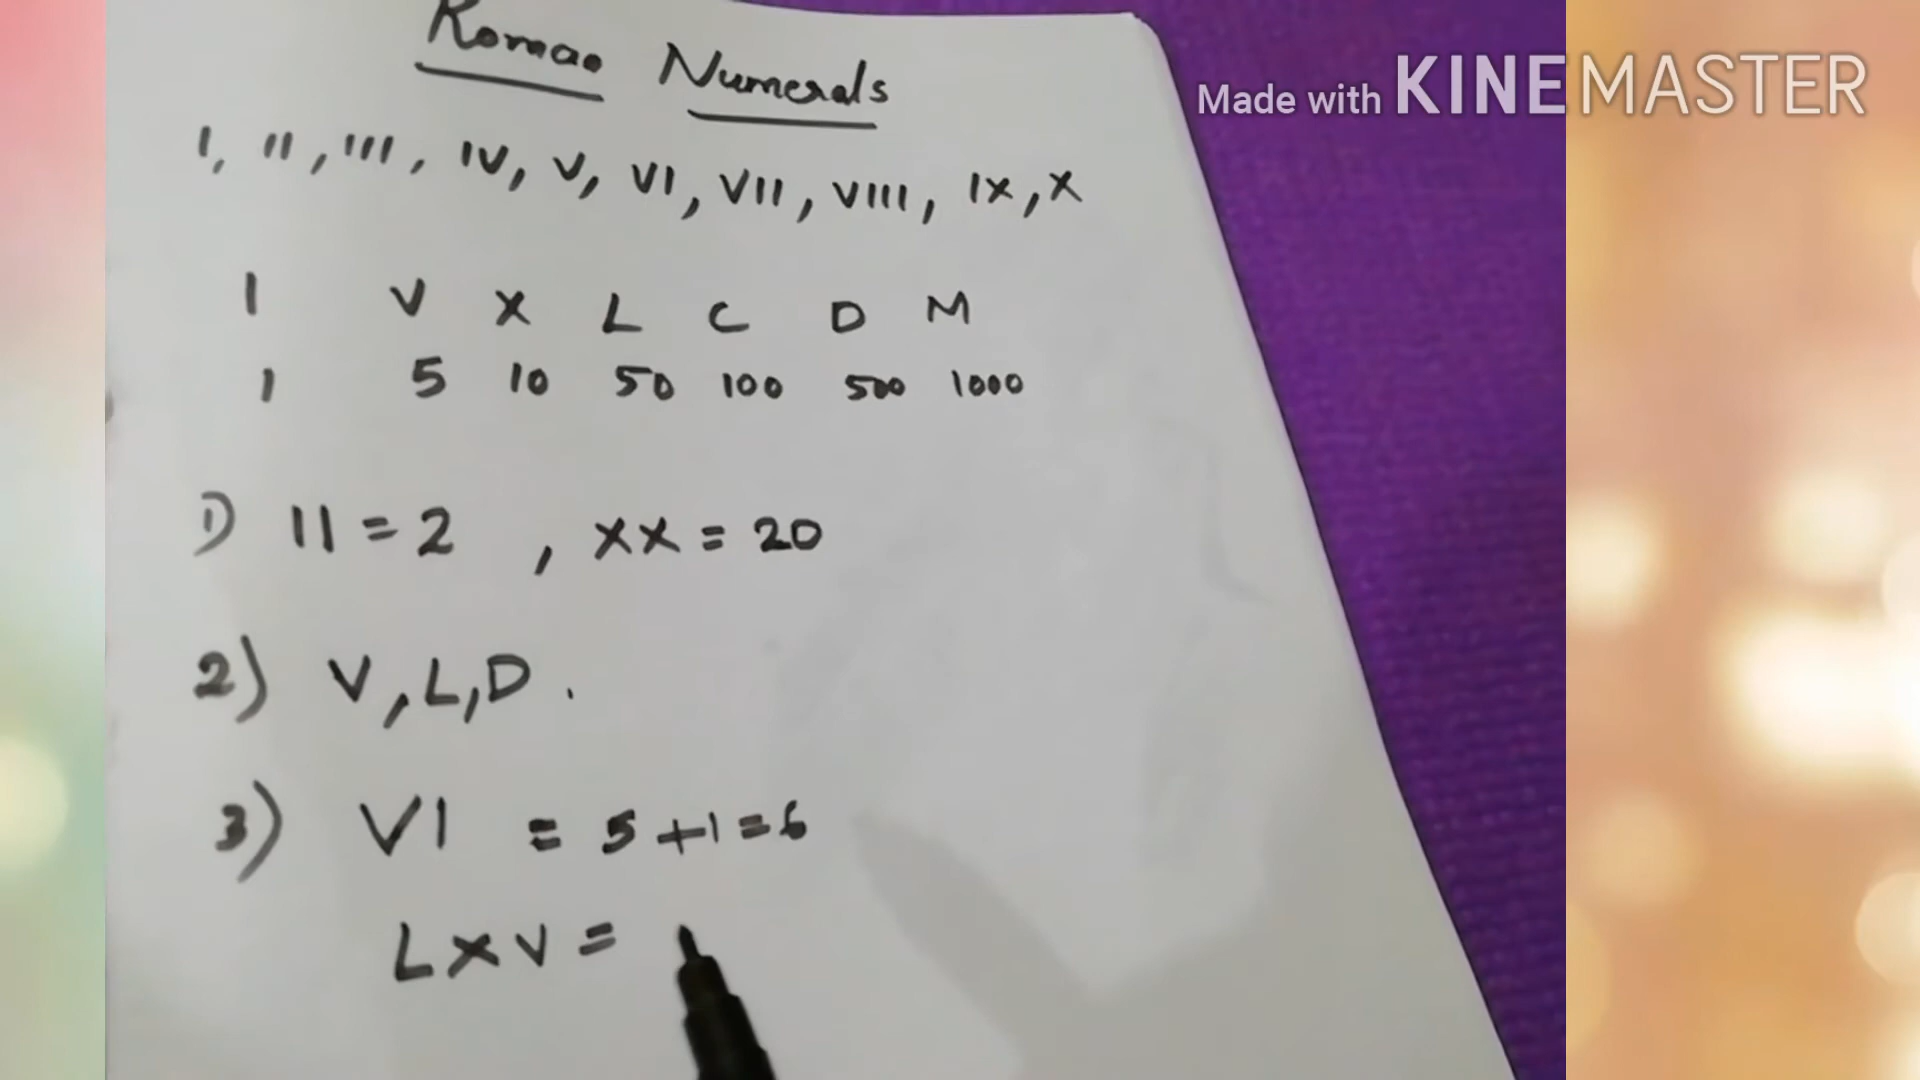 Roman Numerals
Made with KINEMASTER
I, II, III, IV, V, VI, VII, VIII, IX, X
I V X L C D M
1 5 10 50 100 500 1000
1) II = 2 , XX = 20
2) V, L, D.
3) VI = 5 + 1 = 6
LXV =